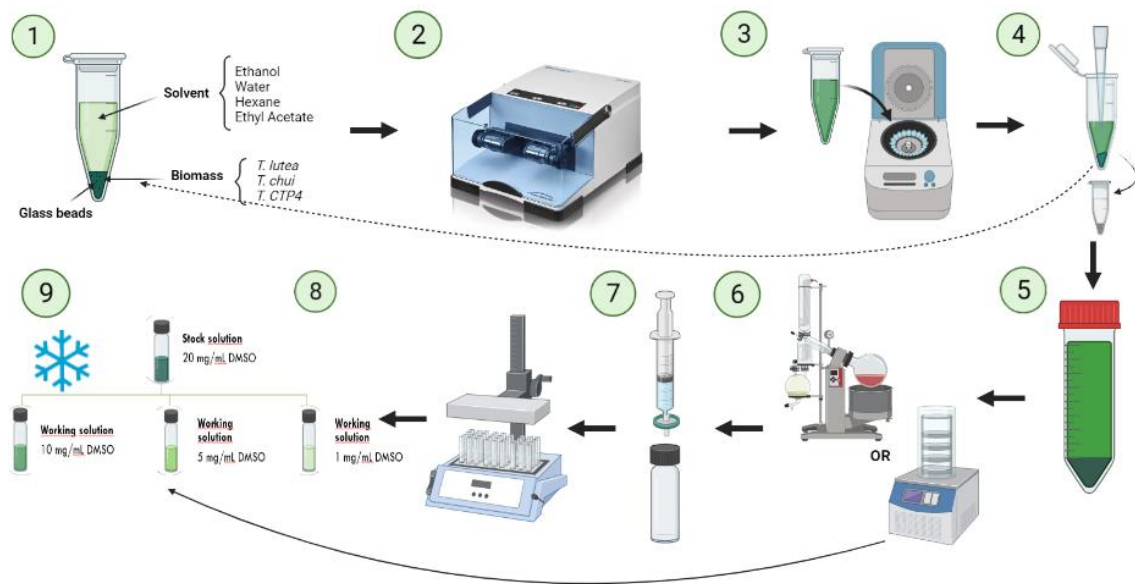 1
2
3
4
Solvent
Ethanol
Water
Hexane
Ethyl Acetate
Biomass
T. lutea
T. chui
T. CTP4
Glass beads
9
8
7
6
5
Stock solution
20 mg/mL DMSO
Working solution
10 mg/mL DMSO
Working
solution
5 mg/mL DMSO
Working
solution
1 mg/mL DMSO
OR